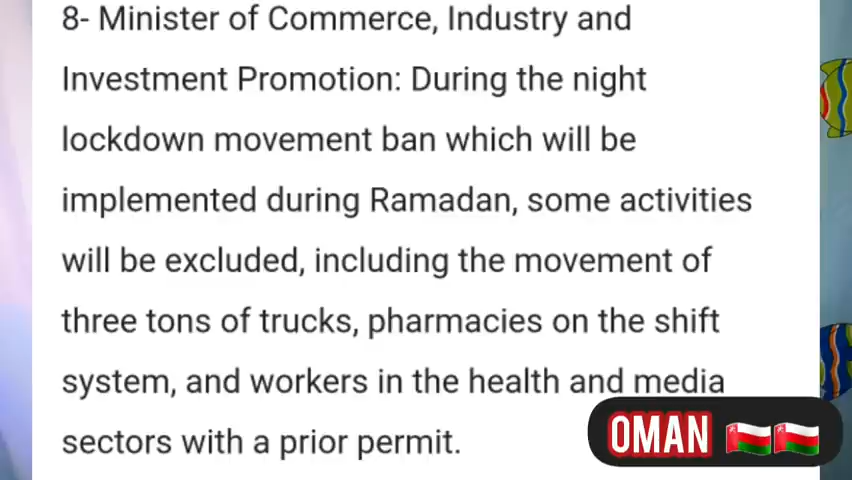 8- Minister of Commerce, Industry and
Investment Promotion: During the night
lockdown movement ban which will be
implemented during Ramadan, some activities
will be excluded, including the movement of
three tons of trucks, pharmacies on the shift
system, and workers in the health and media
sectors with a prior permit.
OMAN